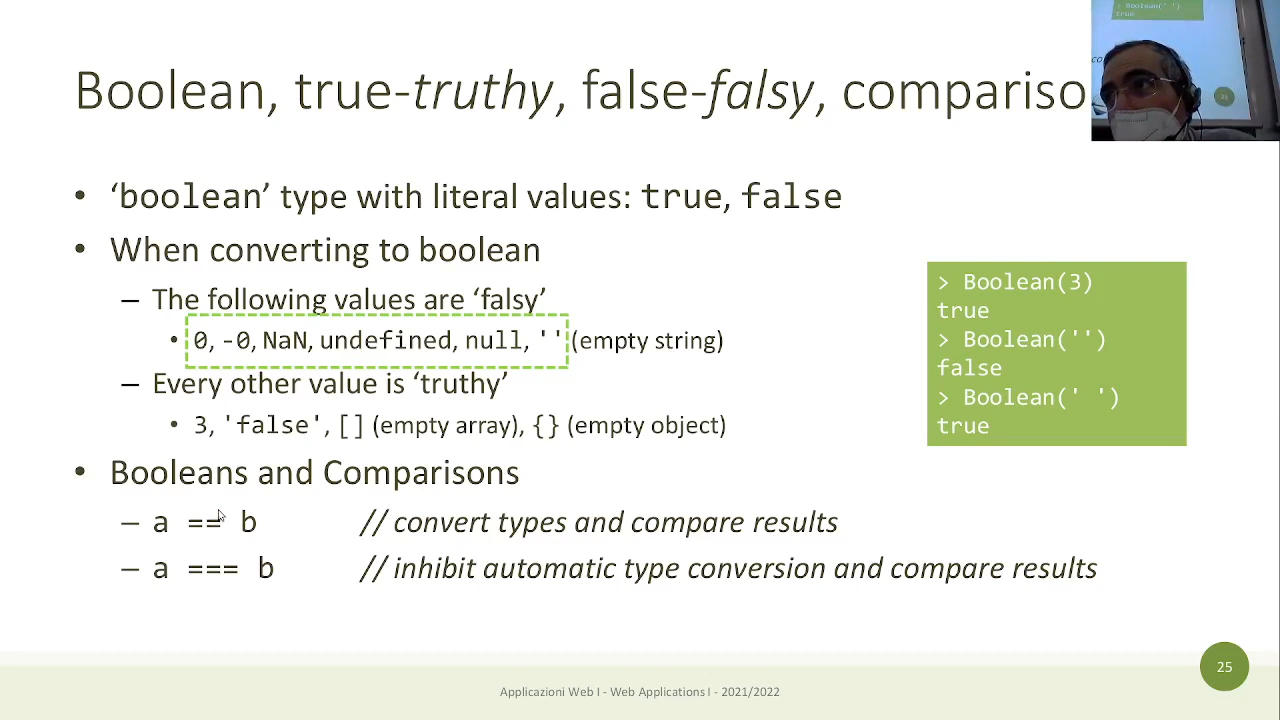 Boolean, true-truthy, false-falsy, compariso
• ‘boolean’ type with literal values: true, false
• When converting to boolean
– The following values are ‘falsy’
• 0, -0, NaN, undefined, null, '' (empty string)
– Every other value is ‘truthy’
• 3, 'false', [] (empty array), {} (empty object)
• Booleans and Comparisons
– a == b // convert types and compare results
– a === b // inhibit automatic type conversion and compare results
> Boolean(3)
true
> Boolean('')
false
> Boolean(' ')
true
> Boolean(' ')
true
25
Applicazioni Web I - Web Applications I - 2021/2022